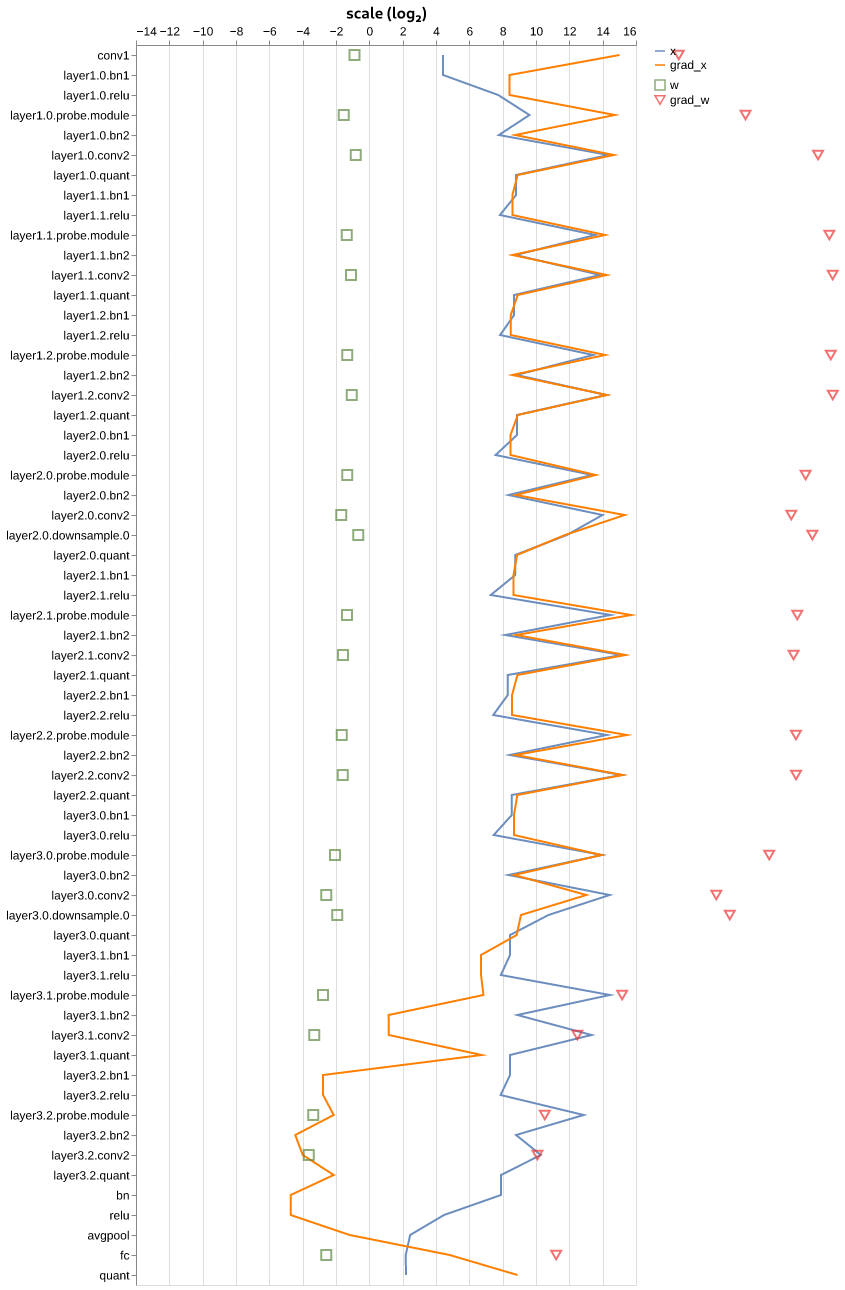 scale (log₂)
−14 −12 −10 −8 −6 −4 −2 0 2 4 6 8 10 12 14 16
x
grad_x
w
grad_w
conv1
layer1.0.bn1
layer1.0.relu
layer1.0.probe.module
layer1.0.bn2
layer1.0.conv2
layer1.0.quant
layer1.1.bn1
layer1.1.relu
layer1.1.probe.module
layer1.1.bn2
layer1.1.conv2
layer1.1.quant
layer1.2.bn1
layer1.2.relu
layer1.2.probe.module
layer1.2.bn2
layer1.2.conv2
layer1.2.quant
layer2.0.bn1
layer2.0.relu
layer2.0.probe.module
layer2.0.bn2
layer2.0.conv2
layer2.0.downsample.0
layer2.0.quant
layer2.1.bn1
layer2.1.relu
layer2.1.probe.module
layer2.1.bn2
layer2.1.conv2
layer2.1.quant
layer2.2.bn1
layer2.2.relu
layer2.2.probe.module
layer2.2.bn2
layer2.2.conv2
layer2.2.quant
layer3.0.bn1
layer3.0.relu
layer3.0.probe.module
layer3.0.bn2
layer3.0.conv2
layer3.0.downsample.0
layer3.0.quant
layer3.1.bn1
layer3.1.relu
layer3.1.probe.module
layer3.1.bn2
layer3.1.conv2
layer3.1.quant
layer3.2.bn1
layer3.2.relu
layer3.2.probe.module
layer3.2.bn2
layer3.2.conv2
layer3.2.quant
bn
relu
avgpool
fc
quant